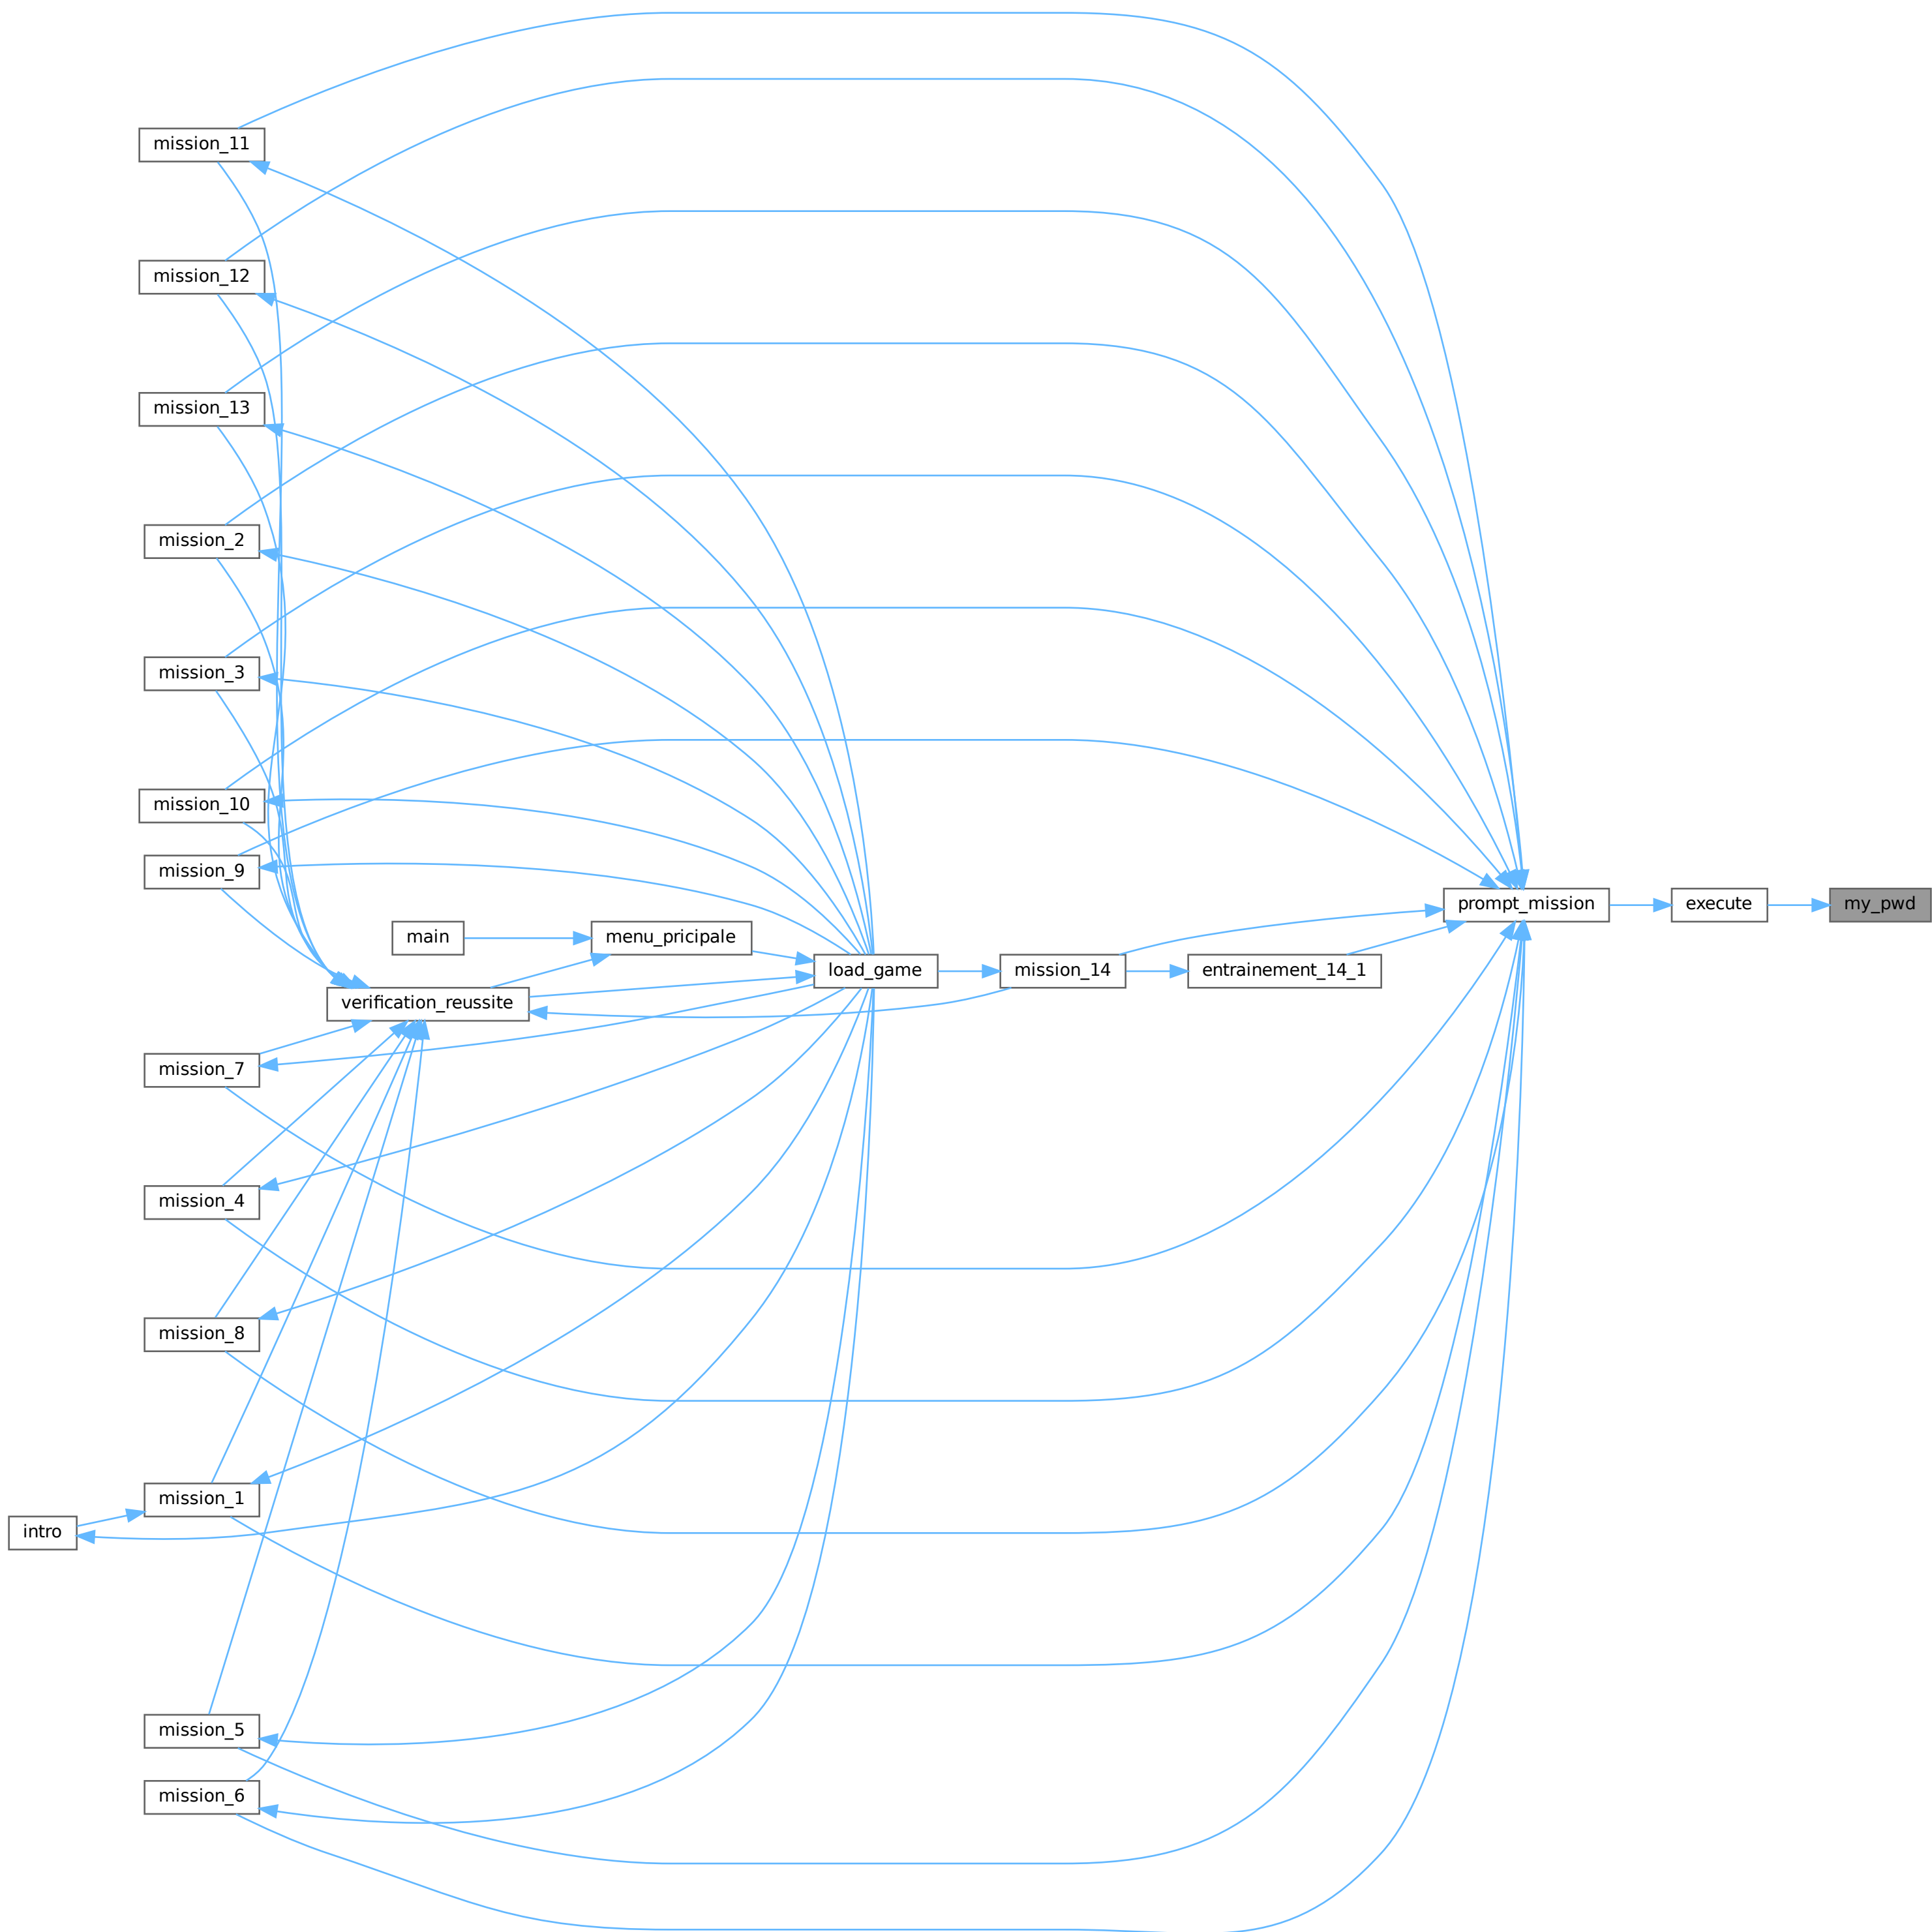 mission_11
mission_12
mission_13
mission_2
mission_3
mission_10
mission_9
prompt_mission
execute
my_pwd
main
menu_pricipale
load_game
mission_14
entrainement_14_1
verification_reussite
mission_7
mission_4
mission_8
mission_1
intro
mission_5
mission_6